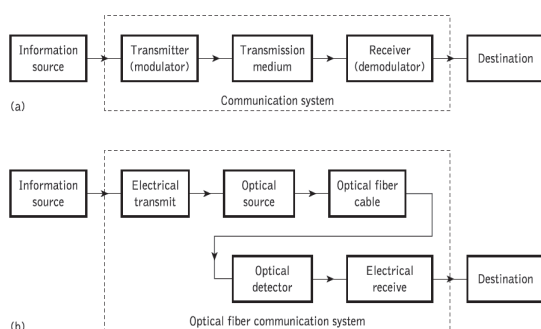 Information
source
Transmitter
(modulator)
Transmission
medium
Receiver
(demodulator)
Destination
Communication system
(a)
Information
source
Electrical
transmit
Optical
source
Optical fiber
cable
Optical
detector
Electrical
receive
Destination
Optical fiber communication system
(b)